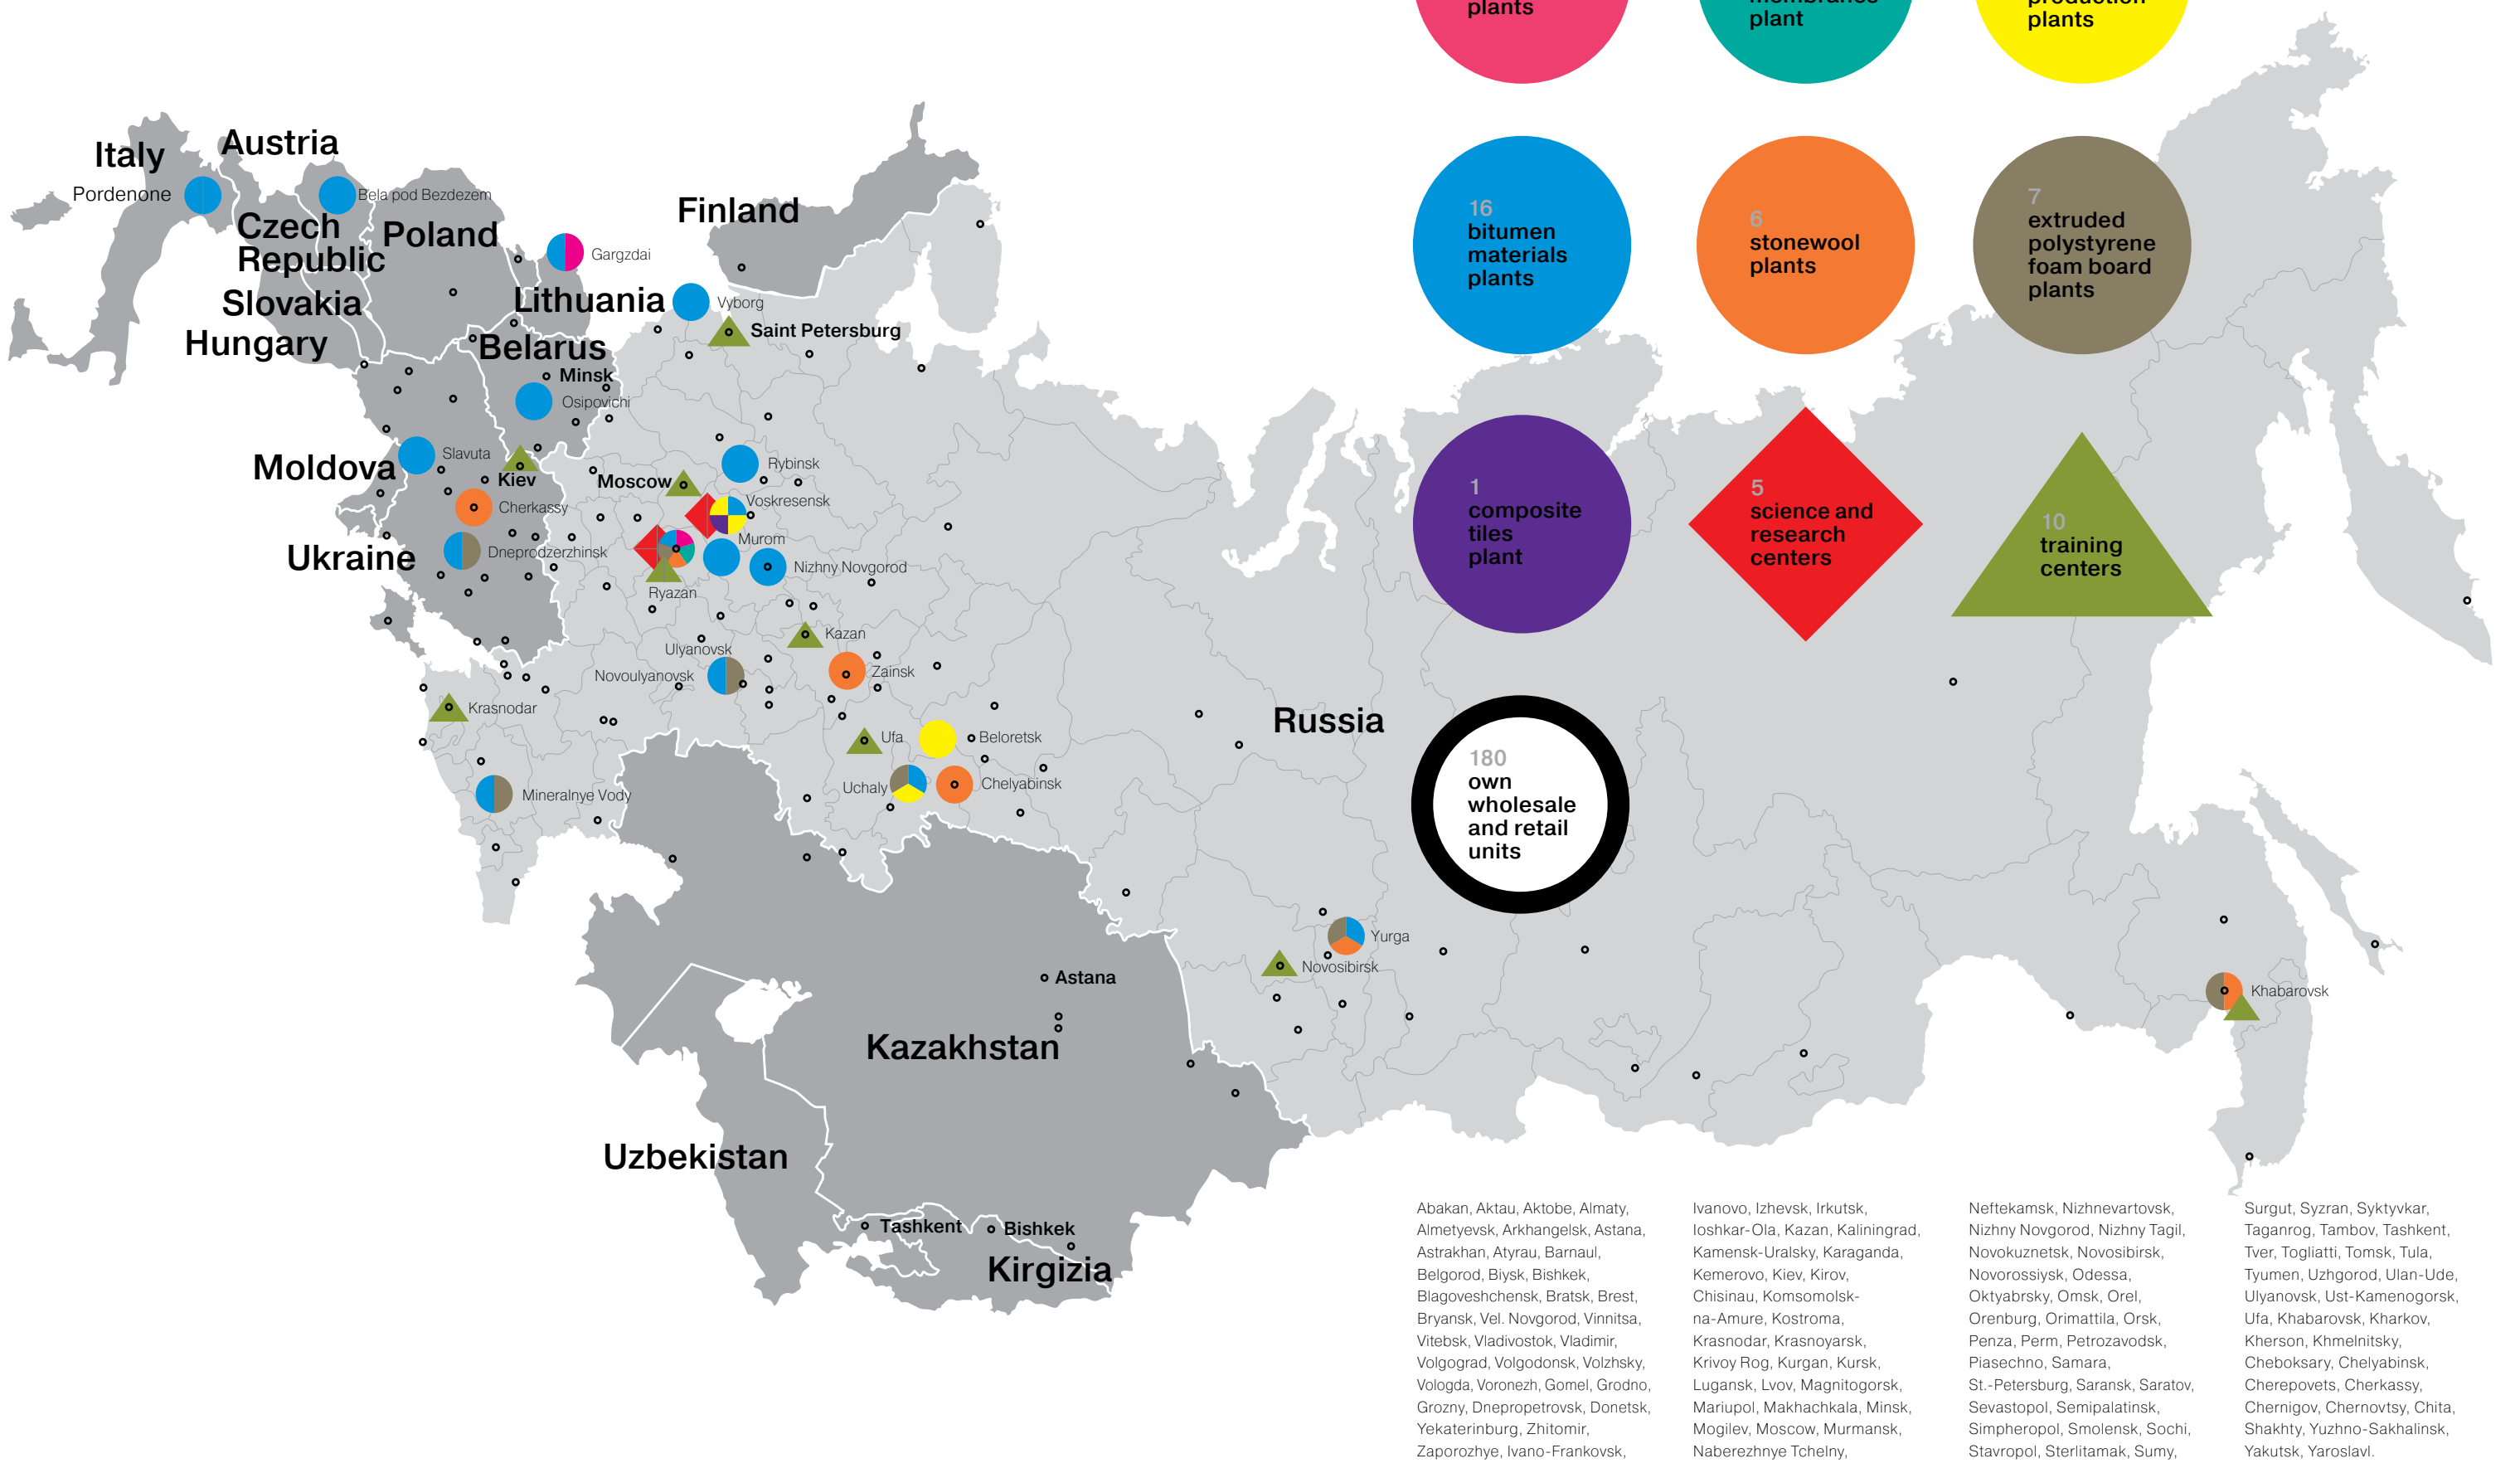 plants
plant
plants
16
bitumen
materials
plants
6
stonewool
plants
7
extruded
polystyrene
foam board
plants
1
composite
tiles
plant
5
science and
research
centers
10
training
centers
180
own
wholesale
and retail
units
Italy
Austria
Pordenone
Bela pod Bezdezem
Czech
Republic
Poland
Finland
Gargzdai
Slovakia
Lithuania
Vyborg
Hungary
Saint Petersburg
Belarus
Minsk
Osipovichi
Moldova
Slavuta
Kiev
Moscow
Rybinsk
Cherkassy
Voskresensk
Ukraine
Dneprodzerzhinsk
Murom
Nizhny Novgorod
Ryazan
Kazan
Ulyanovsk
Novoulyanovsk
Zainsk
Krasnodar
Russia
Ufa
Beloretsk
Mineralnye Vody
Uchaly
Chelyabinsk
Yurga
Novosibirsk
Astana
Khabarovsk
Kazakhstan
Uzbekistan
Tashkent
Bishkek
Kirgizia
Abakan, Aktau, Aktobe, Almaty,
Almetyevsk, Arkhangelsk, Astana,
Astrakhan, Atyrau, Barnaul,
Belgorod, Biysk, Bishkek,
Blagoveshchensk, Bratsk, Brest,
Bryansk, Vel. Novgorod, Vinnitsa,
Vitebsk, Vladivostok, Vladimir,
Volgograd, Volgodonsk, Volzhsky,
Vologda, Voronezh, Gomel, Grodno,
Grozny, Dnepropetrovsk, Donetsk,
Yekaterinburg, Zhitomir,
Zaporozhye, Ivano-Frankovsk,
Ivanovo, Izhevsk, Irkutsk,
Ioshkar-Ola, Kazan, Kaliningrad,
Kamensk-Uralsky, Karaganda,
Kemerovo, Kiev, Kirov,
Chisinau, Komsomolsk-
na-Amure, Kostroma,
Krasnodar, Krasnoyarsk,
Krivoy Rog, Kurgan, Kursk,
Lugansk, Lvov, Magnitogorsk,
Mariupol, Makhachkala, Minsk,
Mogilev, Moscow, Murmansk,
Naberezhnye Tchelny,
Neftekamsk, Nizhnevartovsk,
Nizhny Novgorod, Nizhny Tagil,
Novokuznetsk, Novosibirsk,
Novorossiysk, Odessa,
Oktyabrsky, Omsk, Orel,
Orenburg, Orimattila, Orsk,
Penza, Perm, Petrozavodsk,
Piasechno, Samara,
St.-Petersburg, Saransk, Saratov,
Sevastopol, Semipalatinsk,
Simpheropol, Smolensk, Sochi,
Stavropol, Sterlitamak, Sumy,
Surgut, Syzran, Syktyvkar,
Taganrog, Tambov, Tashkent,
Tver, Togliatti, Tomsk, Tula,
Tyumen, Uzhgorod, Ulan-Ude,
Ulyanovsk, Ust-Kamenogorsk,
Ufa, Khabarovsk, Kharkov,
Kherson, Khmelnitsky,
Cheboksary, Chelyabinsk,
Cherepovets, Cherkassy,
Chernigov, Chernovtsy, Chita,
Shakhty, Yuzhno-Sakhalinsk,
Yakutsk, Yaroslavl.